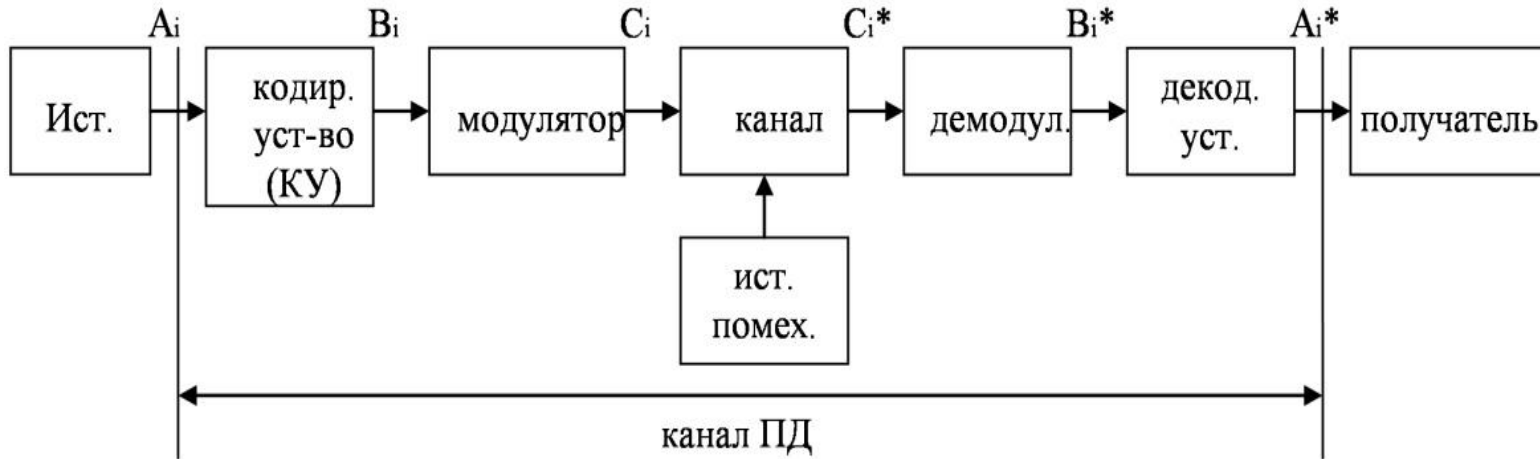 Ai Bi Ci Ci* Bi* Ai*
Ист.
кодир.
уст-во
(КУ)
модулятор
канал
демодул.
декод.
уст.
получатель
ист.
помех.
канал ПД